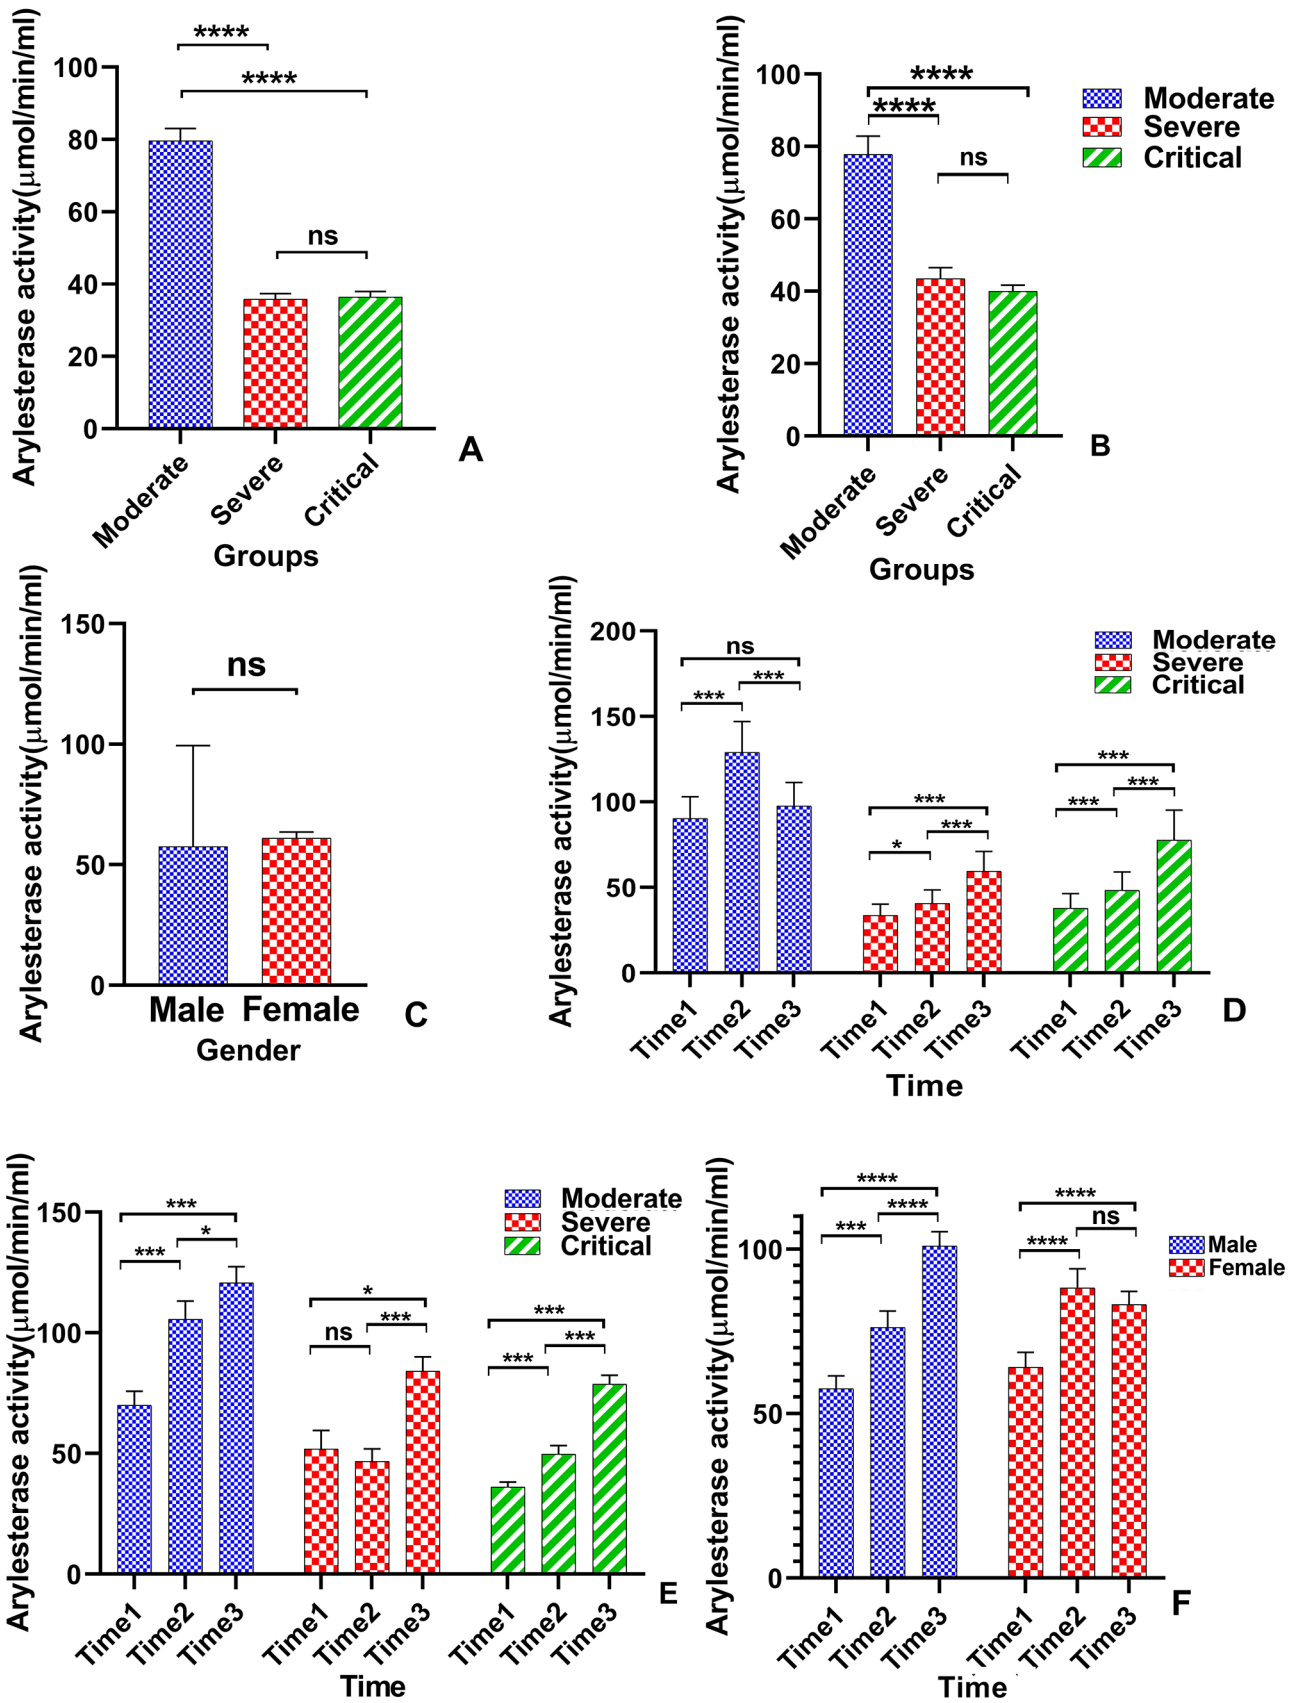 Arylesterase activity(μmol/min/ml)
100
80
60
40
20
0
****
****
ns
Moderate
Severe
Critical
Groups
A
Arylesterase activity(μmol/min/ml)
100
80
60
40
20
0
****
****
ns
Moderate
Severe
Critical
Moderate
Severe
Critical
Groups
B
Arylesterase activity(μmol/min/ml)
150
100
50
0
ns
Male
Female
Gender
C
Arylesterase activity(μmol/min/ml)
200
150
100
50
0
ns
***
***
***
*
***
***
***
***
Moderate
Severe
Critical
Time1
Time2
Time3
Time1
Time2
Time3
Time1
Time2
Time3
Time
D
Arylesterase activity(μmol/min/ml)
150
100
50
0
***
*
***
*
***
ns
***
***
***
Moderate
Severe
Critical
Time1
Time2
Time3
Time1
Time2
Time3
Time1
Time2
Time3
Time
E
Arylesterase activity(μmol/min/ml)
100
50
0
****
****
***
****
ns
****
Male
Female
Time1
Time2
Time3
Time1
Time2
Time3
Time
F